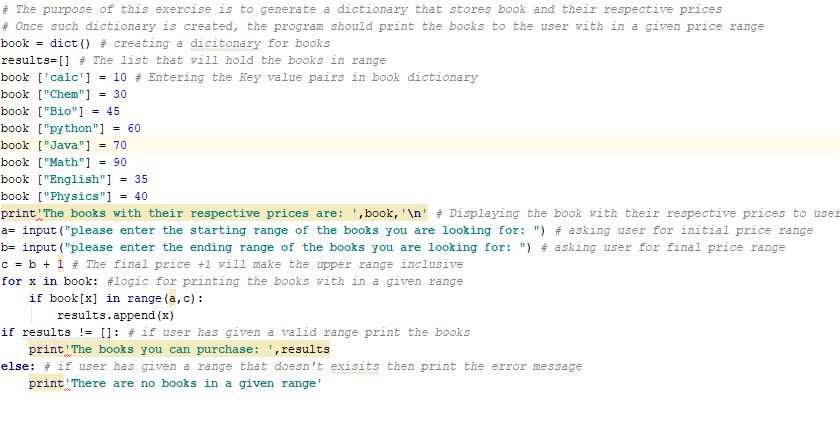 # The purpose of this exercise is to generate a dictionary that stores book and their respective prices
# Once such dictionary is created, the program should print the books to the user with in a given price range
book = dict() # creating a dicitonary for books
results=[] # The list that will hold the books in range
book ['calc'] = 10 # Entering the Key value pairs in book dictionary
book ["Chem"] = 30
book ["Bio"] = 45
book ["python"] = 60
book ["Java"] = 70
book ["Math"] = 90
book ["English"] = 35
book ["Physics"] = 40
print'The books with their respective prices are: ',book,'\n' # Displaying the book with their respective prices to user
a= input("please enter the starting range of the books you are looking for: ") # asking user for initial price range
b= input("please enter the ending range of the books you are looking for: ") # asking user for final price range
c = b + 1 # The final price +1 will make the upper range inclusive
for x in book: #logic for printing the books with in a given range
    if book[x] in range(a,c):
        results.append(x)
if results != []: # if user has given a valid range print the books
    print'The books you can purchase: ',results
else: # if user has given a range that doesn't exisits then print the error message
    print'There are no books in a given range'